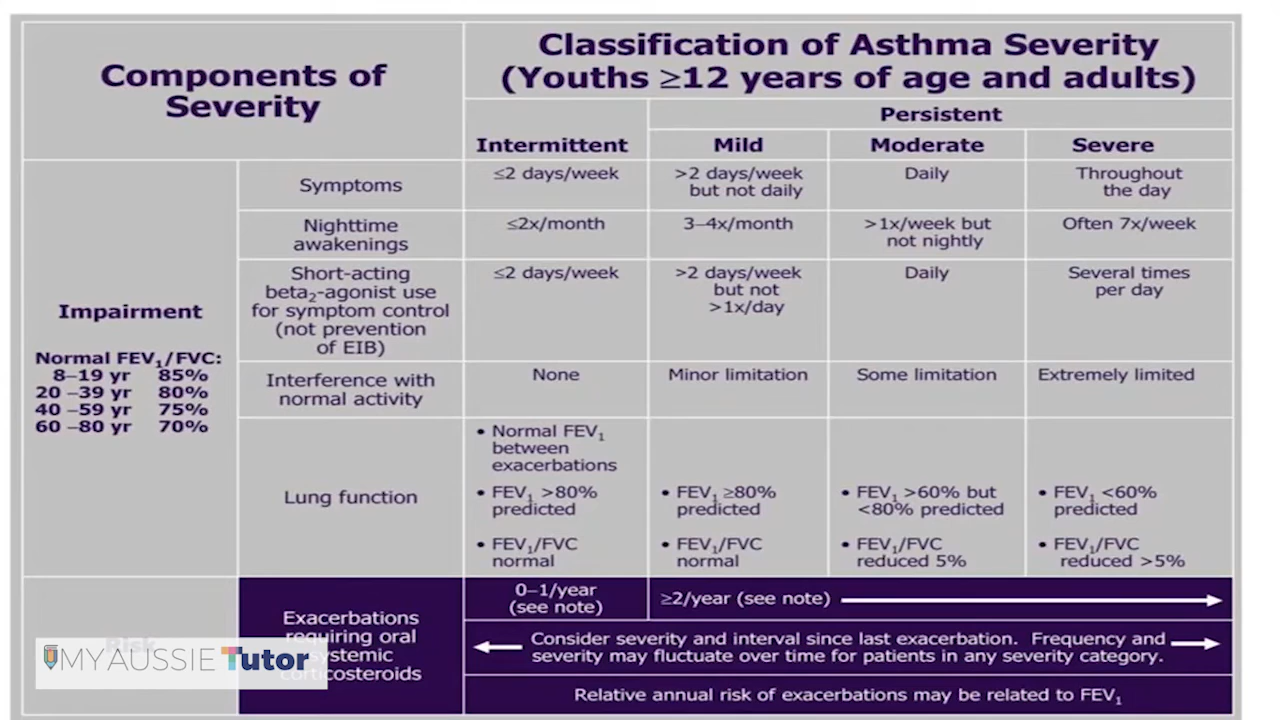 Components of
Severity
Classification of Asthma Severity
(Youths ≥12 years of age and adults)
Persistent
Intermittent
Mild
Moderate
Severe
Impairment
Normal FEV₁/FVC:
8–19 yr 85%
20 –39 yr 80%
40 –59 yr 75%
60 –80 yr 70%
Symptoms
≤2 days/week
>2 days/week
but not daily
Daily
Throughout
the day
Nighttime
awakenings
≤2x/month
3–4x/month
>1x/week but
not nightly
Often 7x/week
Short-acting
beta₂-agonist use
for symptom control
(not prevention
of EIB)
≤2 days/week
>2 days/week
but not
>1x/day
Daily
Several times
per day
Interference with
normal activity
None
Minor limitation
Some limitation
Extremely limited
Lung function
• Normal FEV₁
between
exacerbations
• FEV₁ >80%
predicted
• FEV₁/FVC
normal
• FEV₁ ≥80%
predicted
• FEV₁/FVC
normal
• FEV₁ >60% but
<80% predicted
• FEV₁/FVC
reduced 5%
• FEV₁ <60%
predicted
• FEV₁/FVC
reduced >5%
Risk
Exacerbations
requiring oral
systemic
corticosteroids
0–1/year
(see note)
≥2/year (see note)
Consider severity and interval since last exacerbation. Frequency and
severity may fluctuate over time for patients in any severity category.
Relative annual risk of exacerbations may be related to FEV₁
MY AUSSIE Tutor